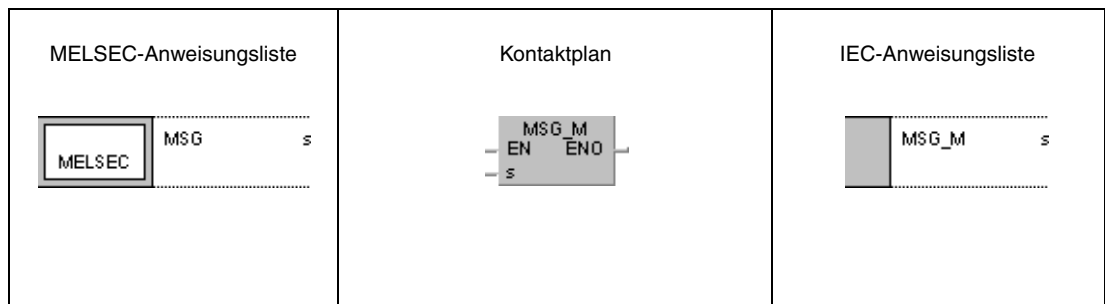 MELSEC-Anweisungsliste
MELSEC
MSG s
Kontaktplan
MSG_M
EN ENO
s
IEC-Anweisungsliste
MSG_M s